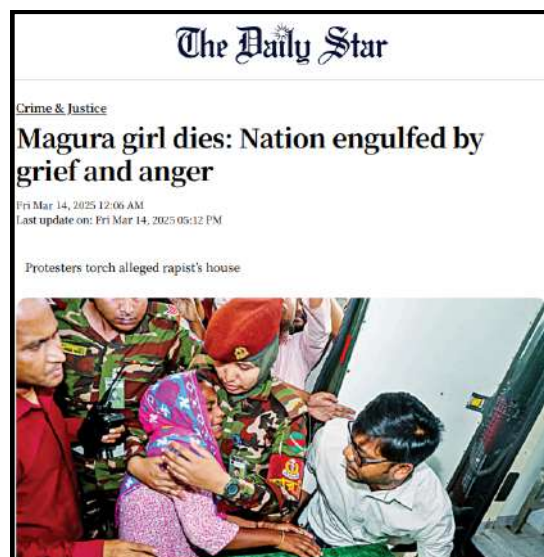 The Daily Star
Crime & Justice
Magura girl dies: Nation engulfed by
grief and anger
Fri Mar 14, 2025 12:06 AM
Last update on: Fri Mar 14, 2025 05:12 PM
Protesters torch alleged rapist's house